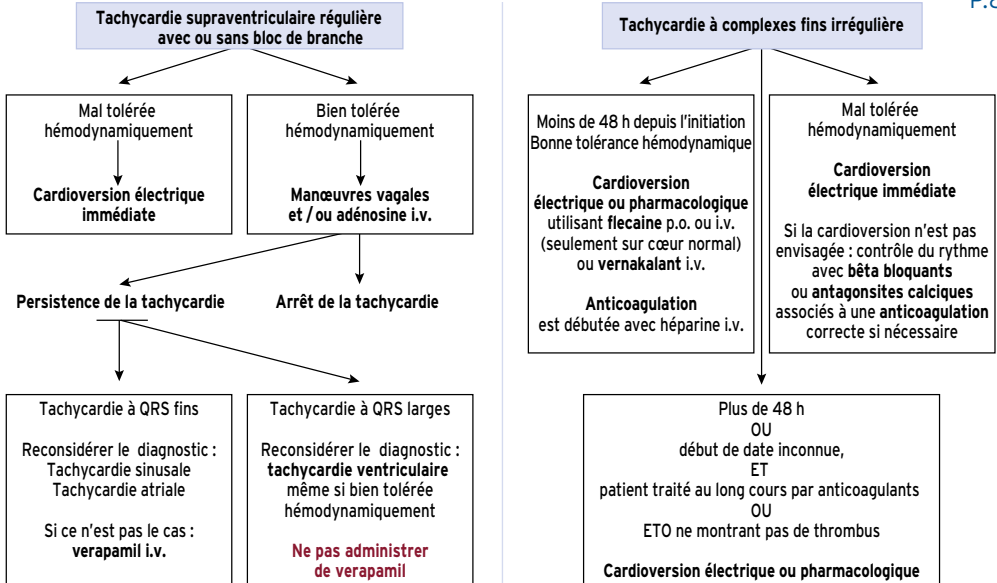 P.8
Tachycardie supraventriculaire régulière
avec ou sans bloc de branche
Mal tolérée
hémodynamiquement
Cardioversion électrique
immédiate
Bien tolérée
hémodynamiquement
Manœuvres vagales
et / ou adénosine i.v.
Persistence de la tachycardie
Arrêt de la tachycardie
Tachycardie à QRS fins
Reconsidérer le diagnostic :
Tachycardie sinusale
Tachycardie atriale
Si ce n'est pas le cas :
verapamil i.v.
Tachycardie à QRS larges
Reconsidérer le diagnostic :
tachycardie ventriculaire
même si bien tolérée
hémodynamiquement
Ne pas administrer
de verapamil
Tachycardie à complexes fins irrégulière
Moins de 48 h depuis l'initiation
Bonne tolérance hémodynamique
Cardioversion
électrique ou pharmacologique
utilisant flecaine p.o. ou i.v.
(seulement sur cœur normal)
ou vernakalant i.v.
Anticoagulation
est débutée avec héparine i.v.
Mal tolérée
hémodynamiquement
Cardioversion
électrique immédiate
Si la cardioversion n'est pas
envisagée : contrôle du rythme
avec bêta bloquants
ou antagonsites calciques
associés à une anticoagulation
correcte si nécessaire
Plus de 48 h
OU
début de date inconnue,
ET
patient traité au long cours par anticoagulants
OU
ETO ne montrant pas de thrombus
Cardioversion électrique ou pharmacologique